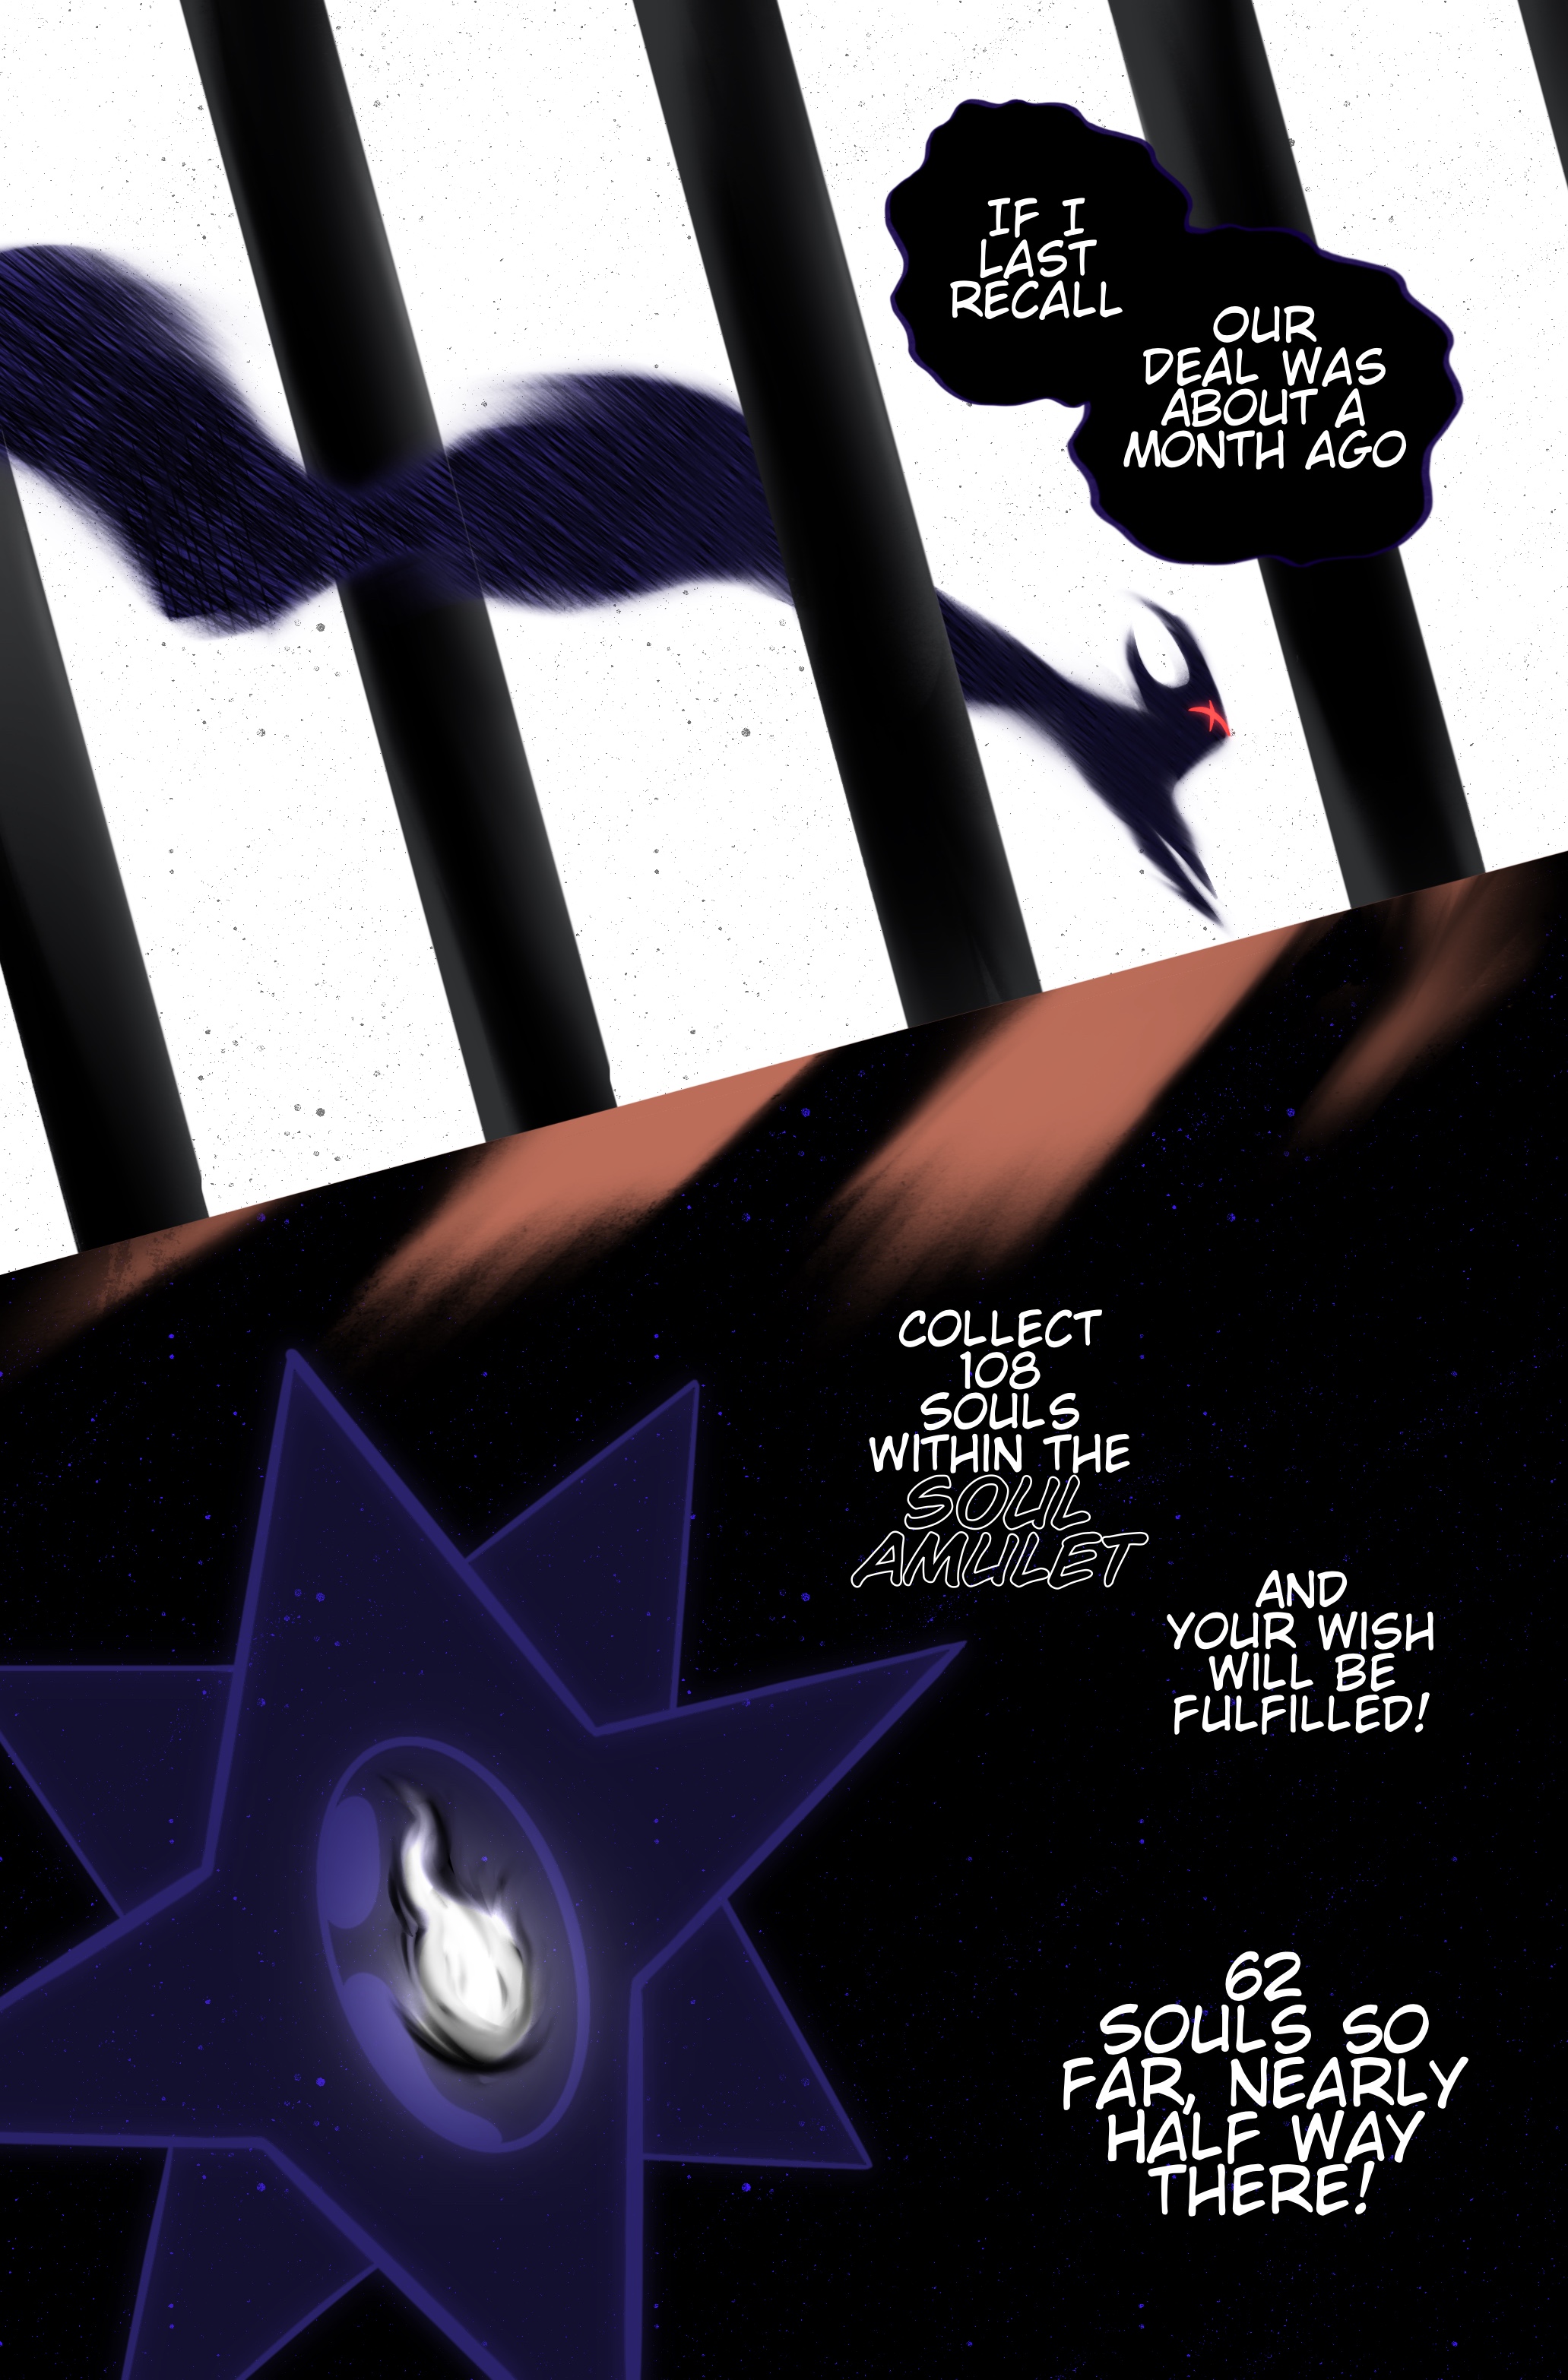 IF I
LAST
RECALL
OUR
DEAL WAS
ABOUT A
MONTH AGO
COLLECT
108
SOULS
WITHIN THE
SOUL
AMULET
AND
YOUR WISH
WILL BE
FULFILLED!
62
SOULS SO
FAR, NEARLY
HALF WAY
THERE!